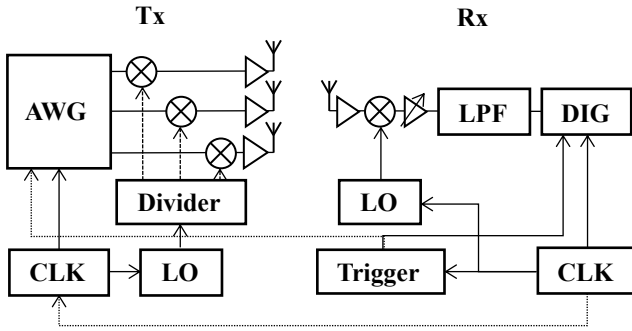 Tx
Rx
AWG
LPF
DIG
Divider
LO
CLK
LO
Trigger
CLK